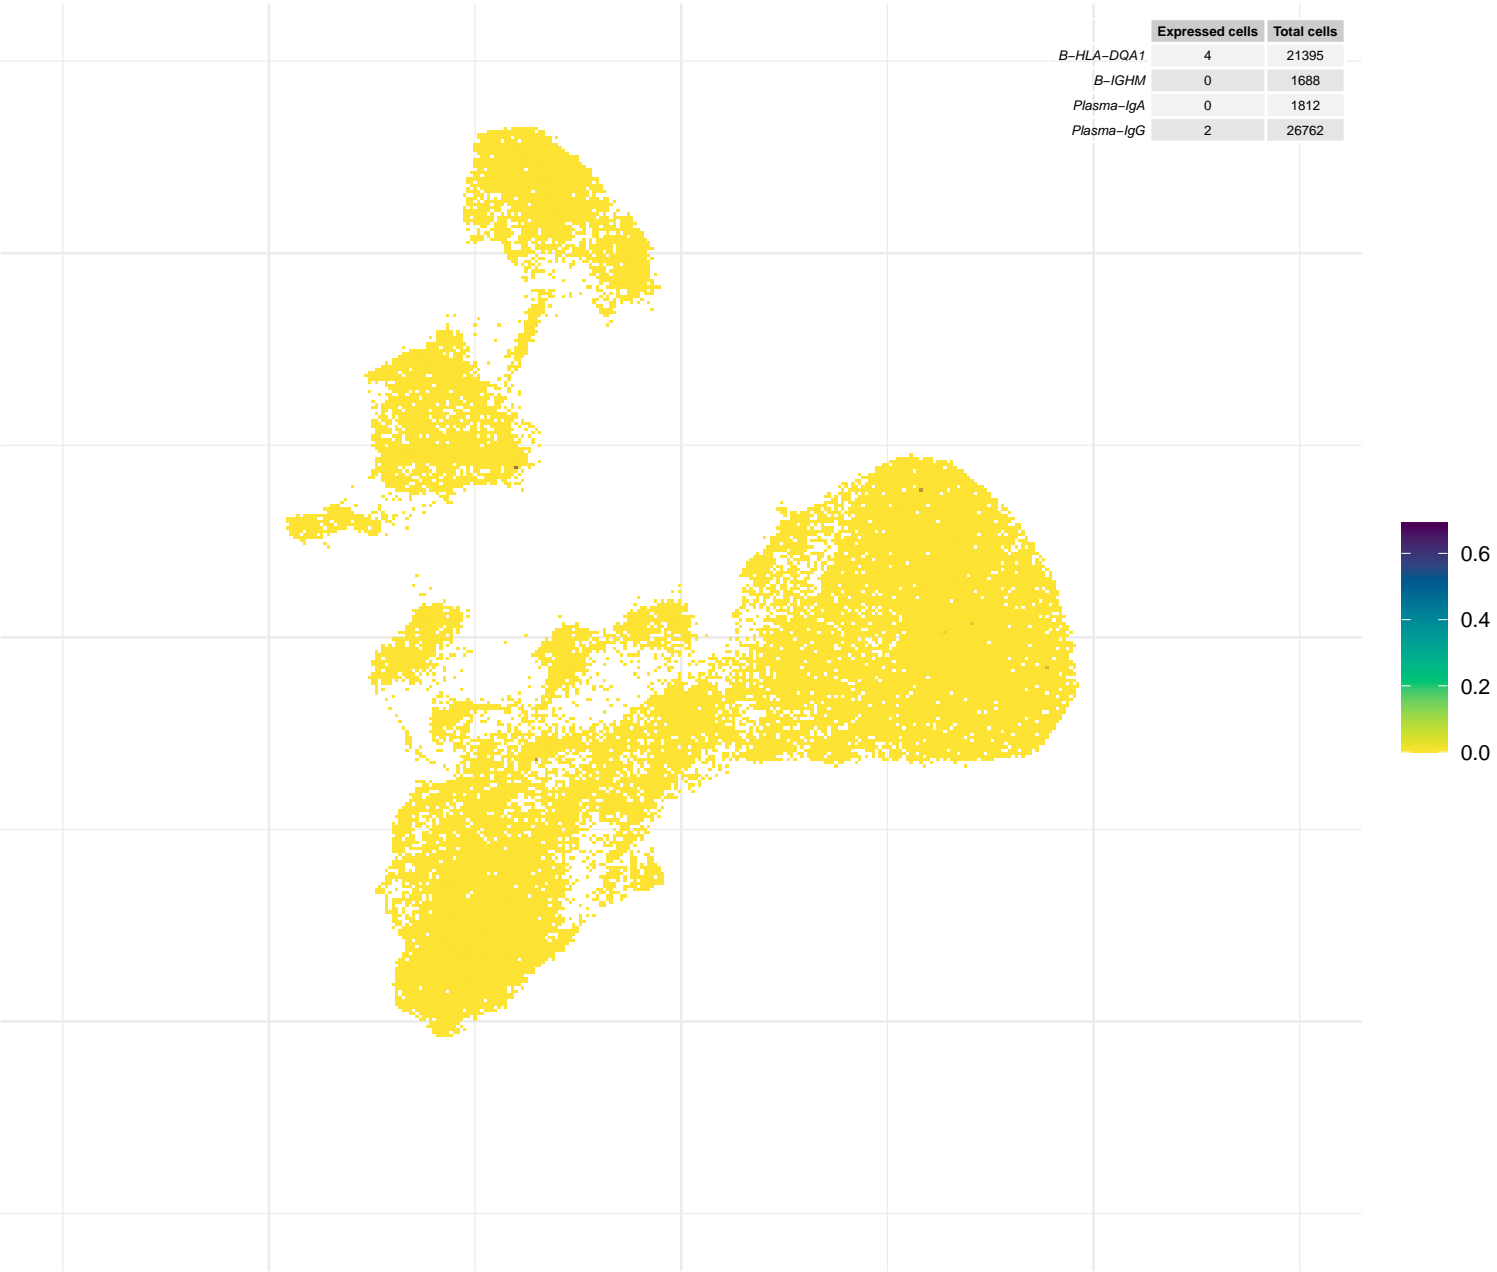 Expressed cells Total cells
B−HLA−DQA1 4 21395
B−IGHM 0 1688
Plasma−IgA 0 1812
Plasma−IgG 2 26762
0.6
0.4
0.2
0.0